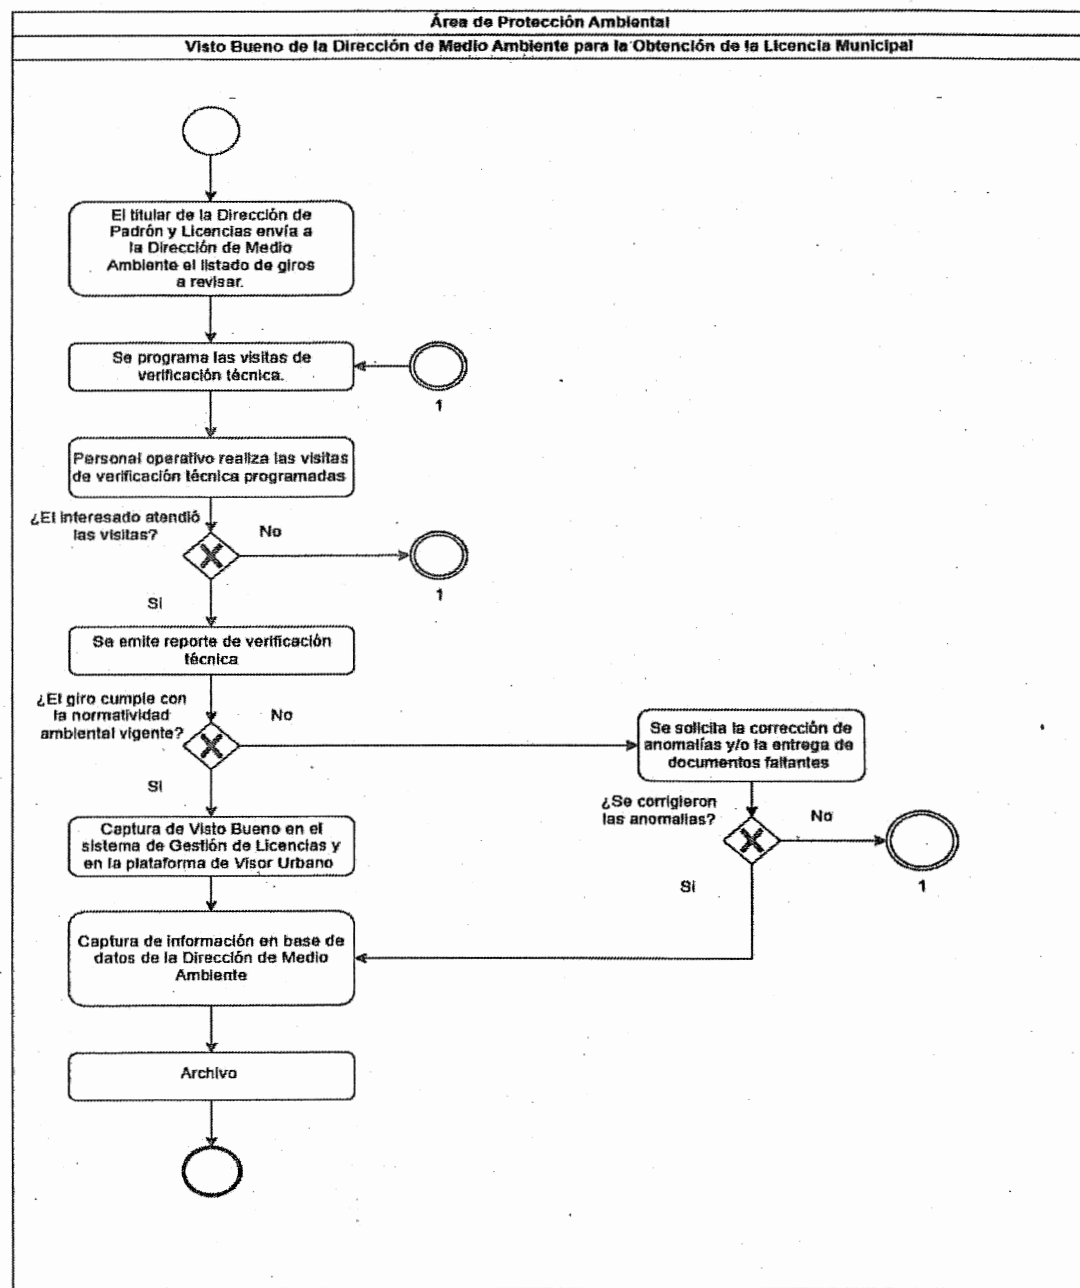 Área de Protección Ambiental
Visto Bueno de la Dirección de Medio Ambiente para la Obtención de la Licencia Municipal
El titular de la Dirección de
Padrón y Licencias envía a
la Dirección de Medio
Ambiente el listado de giros
a revisar.
Se programa las visitas de
verificación técnica.
1
Personal operativo realiza las visitas
de verificación técnica programadas
¿El interesado atendió
las visitas?
No
1
Si
Se emite reporte de verificación
técnica
¿El giro cumple con
la normatividad
ambiental vigente?
No
Se solicita la corrección de
anomalías y/o la entrega de
documentos faltantes
Si
¿Se corrigieron
las anomalías?
No
1
Si
Captura de Visto Bueno en el
sistema de Gestión de Licencias y
en la plataforma de Visor Urbano
Captura de información en base de
datos de la Dirección de Medio
Ambiente
Archivo